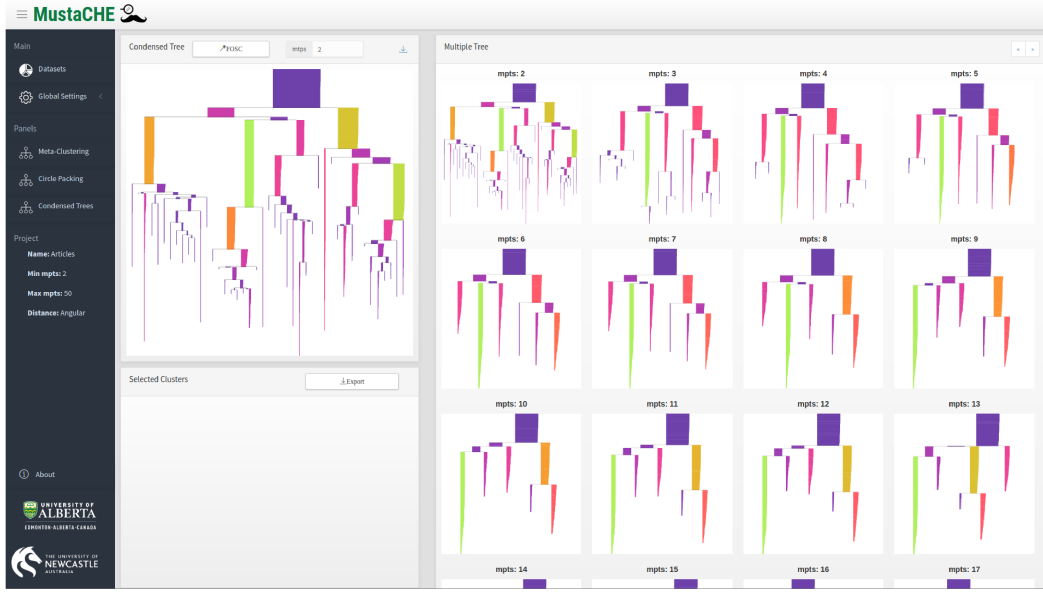 MustaCHE
Main
Datasets
Global Settings
Panels
Meta-Clustering
Circle Packing
Condensed Trees
Project
Name: Articles
Min mpts: 2
Max mpts: 50
Distance: Angular
About
UNIVERSITY OF
ALBERTA
EDMONTON·ALBERTA·CANADA
THE UNIVERSITY OF
NEWCASTLE
AUSTRALIA
Condensed Tree
FOSC
mtps 2
Selected Clusters
Export
Multiple Tree
mpts: 2 mpts: 3 mpts: 4 mpts: 5
mpts: 6 mpts: 7 mpts: 8 mpts: 9
mpts: 10 mpts: 11 mpts: 12 mpts: 13
mpts: 14 mpts: 15 mpts: 16 mpts: 17